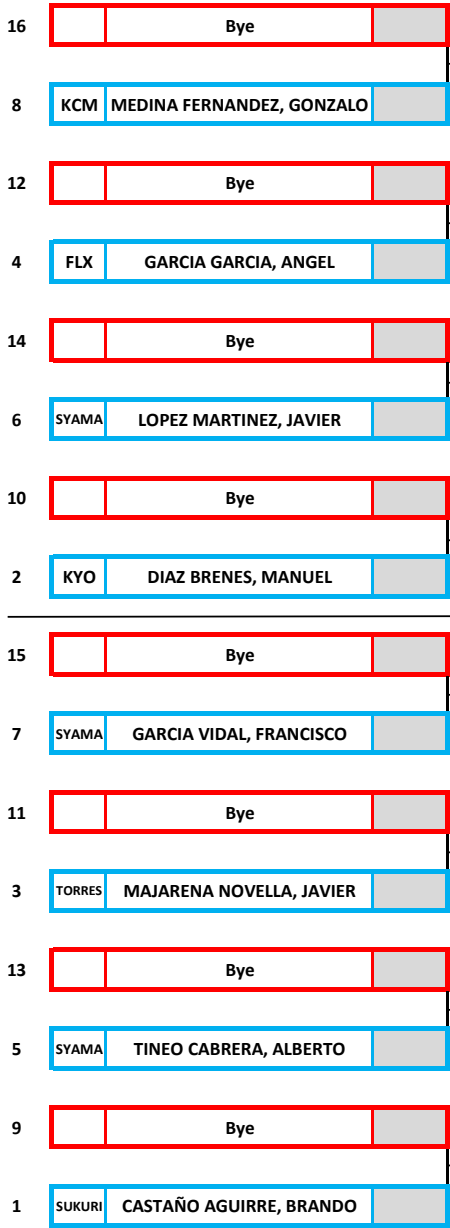 16 Bye
8 KCM MEDINA FERNANDEZ, GONZALO
12 Bye
4 FLX GARCIA GARCIA, ANGEL
14 Bye
6 SYAMA LOPEZ MARTINEZ, JAVIER
10 Bye
2 KYO DIAZ BRENES, MANUEL
15 Bye
7 SYAMA GARCIA VIDAL, FRANCISCO
11 Bye
3 TORRES MAJARENA NOVELLA, JAVIER
13 Bye
5 SYAMA TINEO CABRERA, ALBERTO
9 Bye
1 SUKURI CASTAÑO AGUIRRE, BRANDO